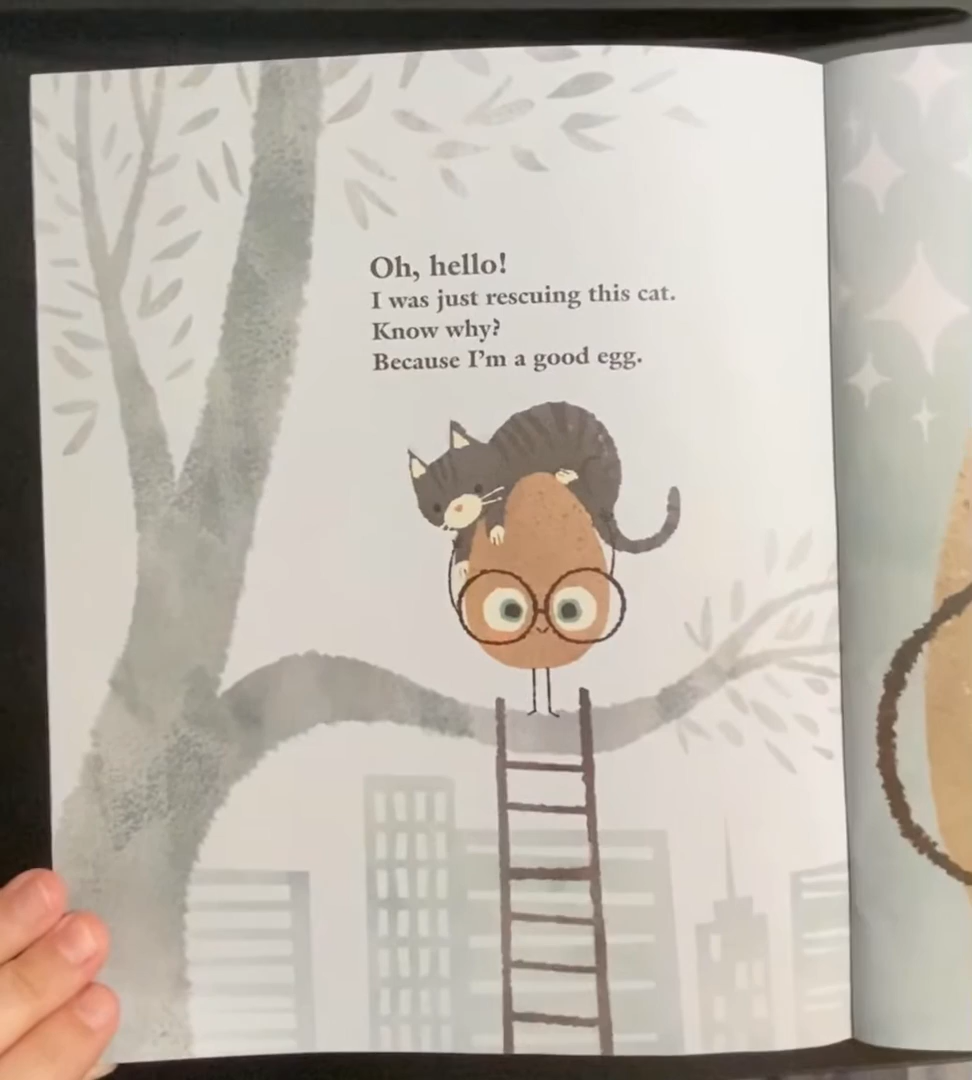 Oh, hello!
I was just rescuing this cat.
Know why?
Because I'm a good egg.